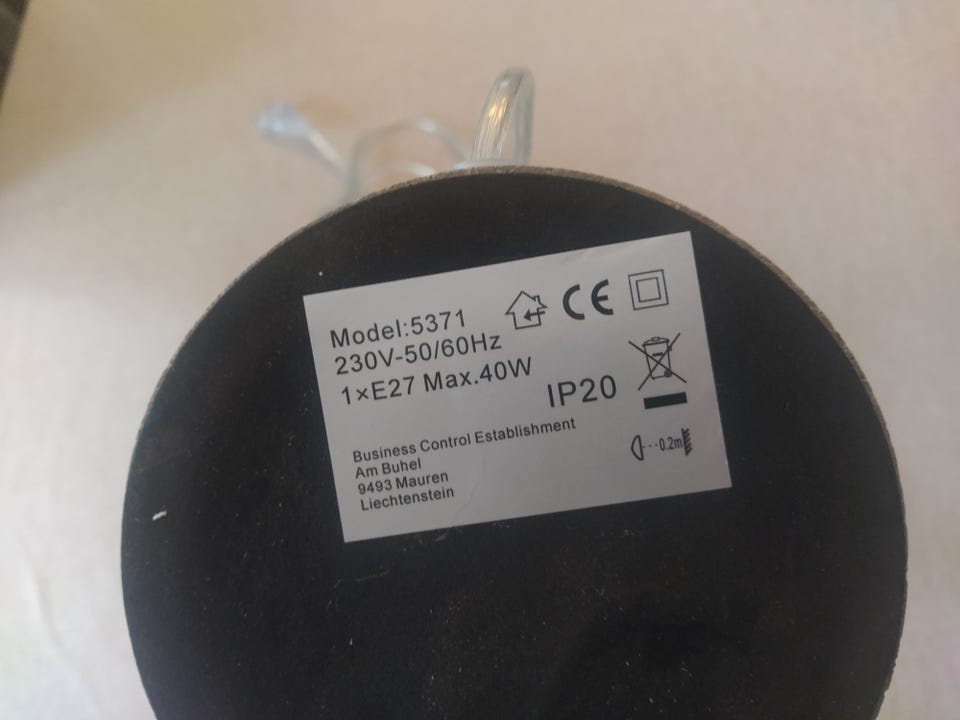 Model:5371
230V-50/60Hz
1×E27 Max.40W
CE
IP20
Business Control Establishment
Am Buhel
9493 Mauren
Liechtenstein
0.2m